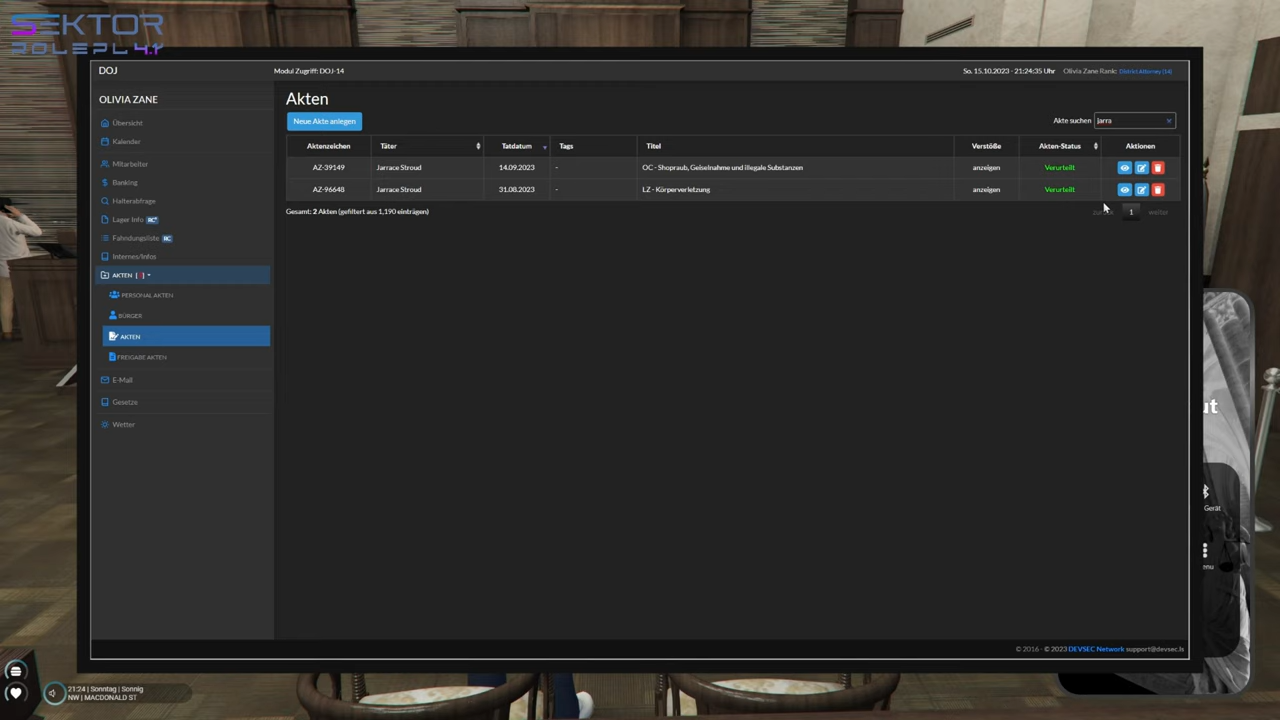 SEKTOR
ROLEPL4.Y
DOJ
Modul Zugriff: DOJ-14
So. 15.10.2023 - 21:24:35 Uhr
Olivia Zane Rank: District Attorney [14]
OLIVIA ZANE
Übersicht
Kalender
Mitarbeiter
Banking
Halterabfrage
Lager Info
Fahndungsliste
Internes/Infos
AKTEN
PERSONAL AKTEN
BÜRGER
AKTEN
FREIGABE AKTEN
E-Mail
Gesetze
Wetter
Akten
Neue Akte anlegen
Akte suchen jarra
Aktenzeichen Täter Tatdatum Tags Titel Verstöße Akten-Status Aktionen
AZ-39149 Jarrace Stroud 14.09.2023 - OC - Shopraub, Geiselnahme und illegale Substanzen anzeigen Verurteilt
AZ-96648 Jarrace Stroud 31.08.2023 - LZ - Körperverletzung anzeigen Verurteilt
Gesamt: 2 Akten (gefiltert aus 1,190 einträgen)
zurück 1 weiter
ut
Gerät
enu
© 2016 - © 2023 DEVSEC Network support@devsec.ls
21:24 | Sonntag | Sonnig
NW | MACDONALD ST